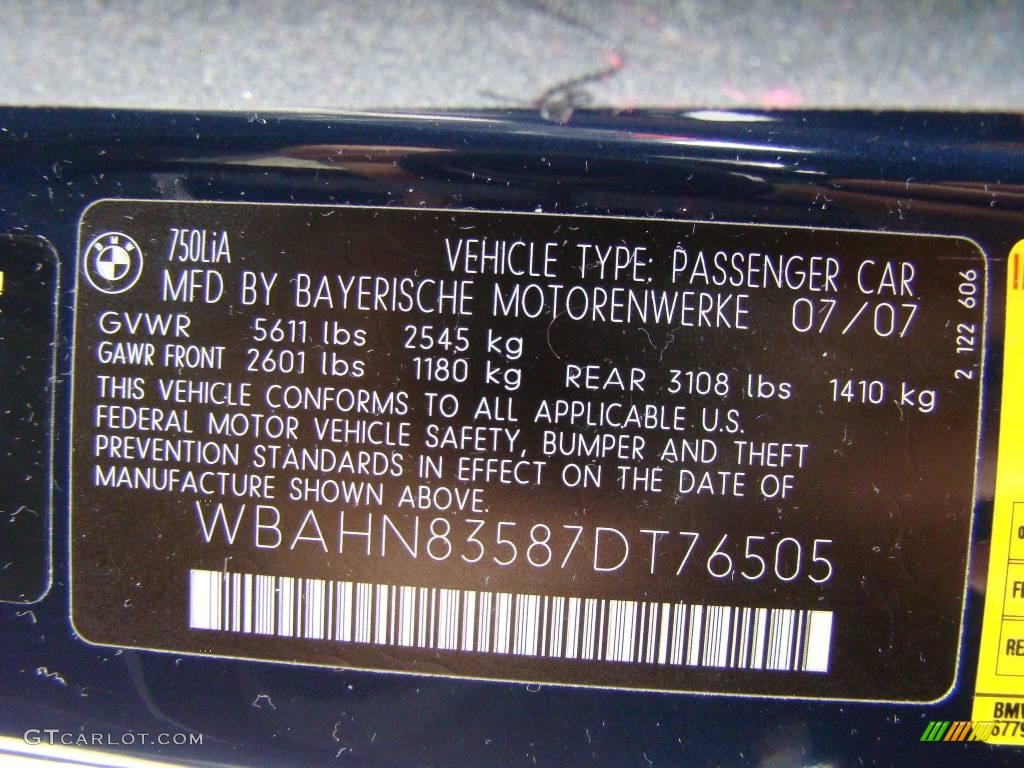 750LiA
VEHICLE TYPE: PASSENGER CAR
MFD BY BAYERISCHE MOTORENWERKE 07/07
GVWR 5611 lbs 2545 kg
GAWR FRONT 2601 lbs 1180 kg REAR 3108 lbs 1410 kg
THIS VEHICLE CONFORMS TO ALL APPLICABLE U.S.
FEDERAL MOTOR VEHICLE SAFETY, BUMPER AND THEFT
PREVENTION STANDARDS IN EFFECT ON THE DATE OF
MANUFACTURE SHOWN ABOVE.
WBAHN83587DT76505
2 122 606
BMW
GTCARLOT.COM